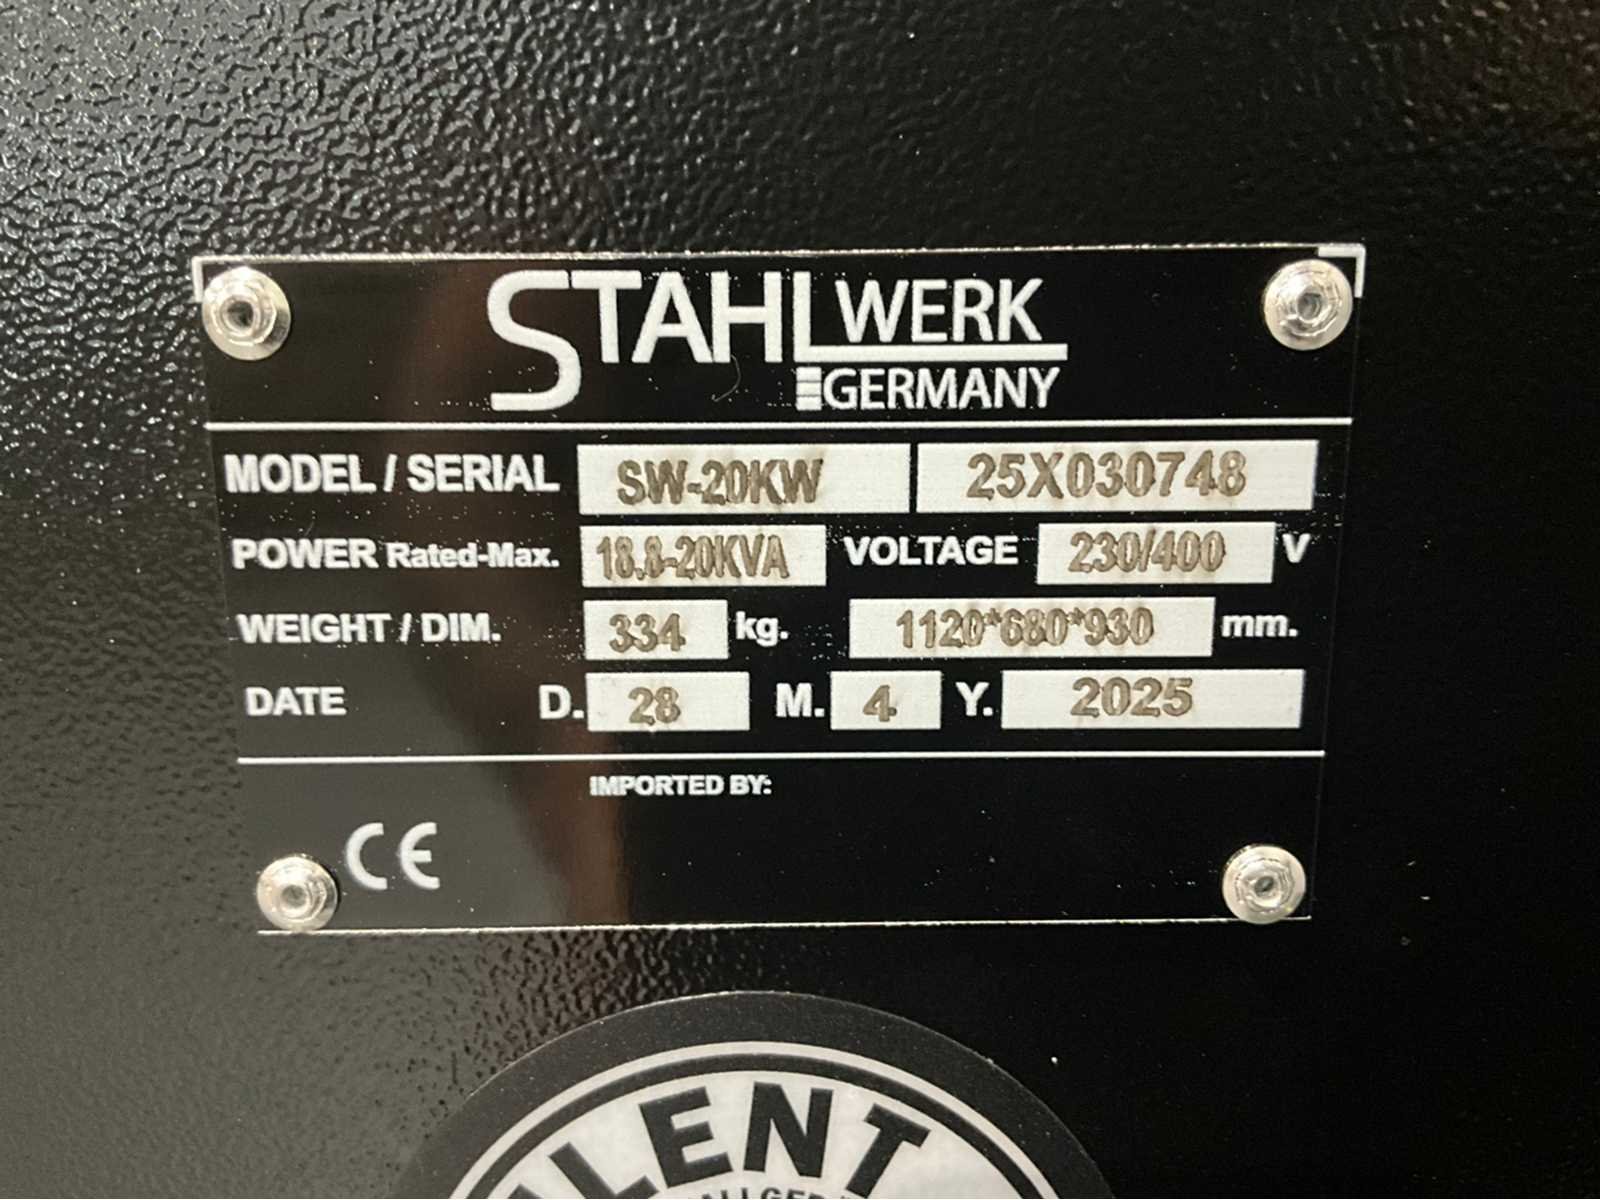 STAHLWERK
GERMANY
MODEL / SERIAL SW-20KW 25X030748
POWER Rated-Max. 18.8-20KVA VOLTAGE 230/400 V
WEIGHT / DIM. 334 kg. 1120*680*930 mm.
DATE D. 28 M. 4 Y. 2025
IMPORTED BY:
CE